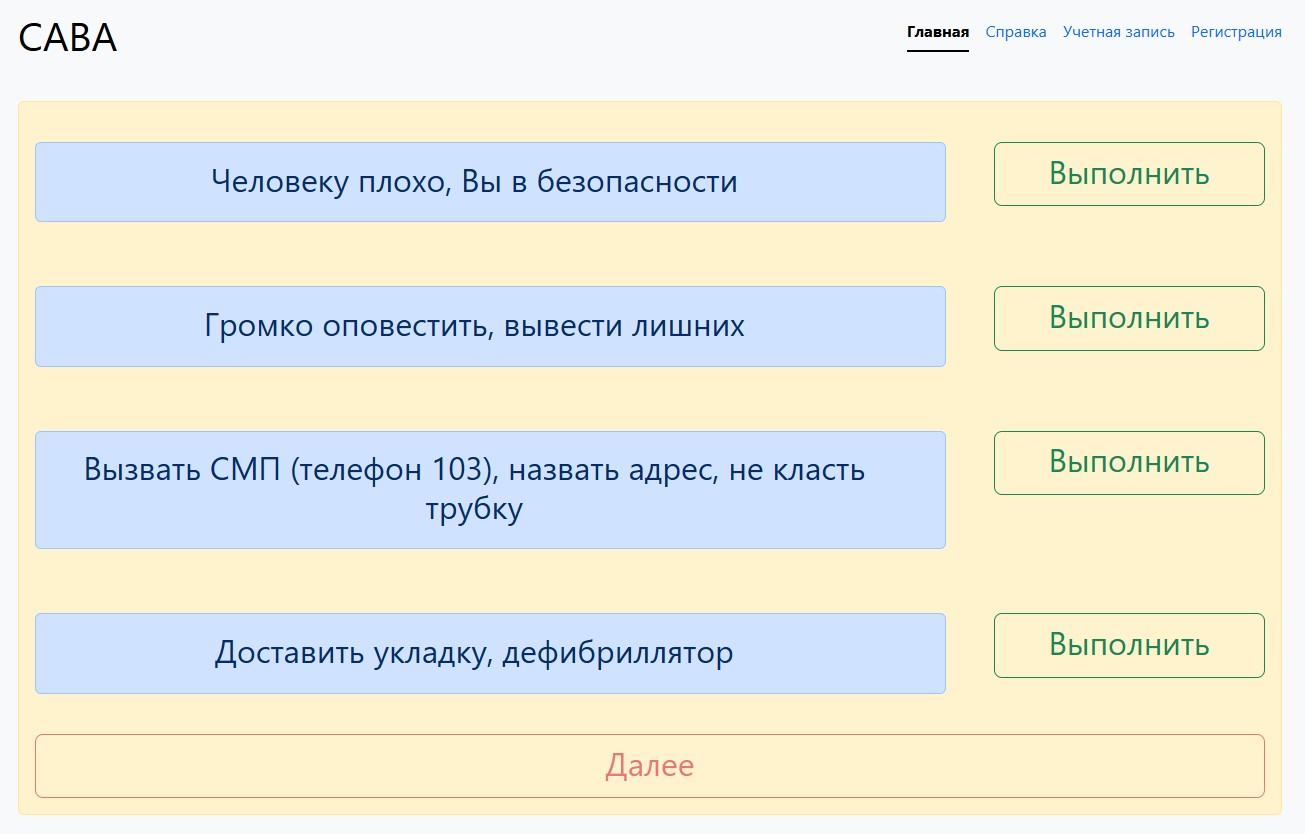 САВА
Главная Справка Учетная запись Регистрация
Человеку плохо, Вы в безопасности
Выполнить
Громко оповестить, вывести лишних
Выполнить
Вызвать СМП (телефон 103), назвать адрес, не класть
трубку
Выполнить
Доставить укладку, дефибриллятор
Выполнить
Далее